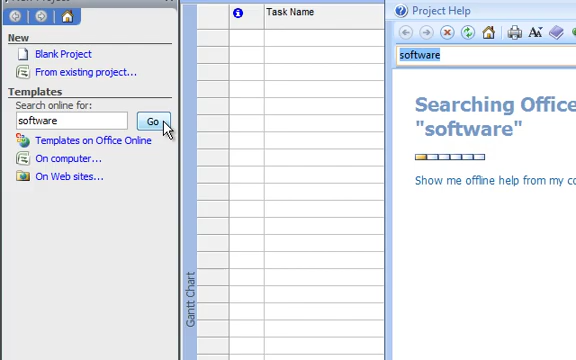 Project Help
Task Name
software
New
Blank Project
From existing project...
Templates
Search online for:
software
Go
Templates on Office Online
On computer...
On Web sites...
Gantt Chart
Searching Office
"software"
Show me offline help from my